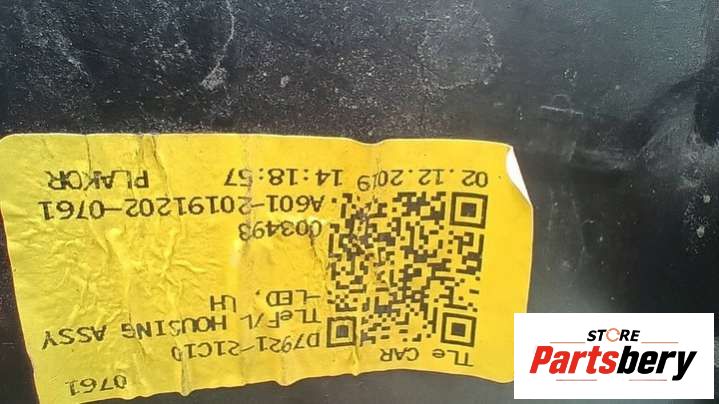 0761
TLe CAR D7921-21C10
TLeF/L HOUSING ASSY
-LED, LH
003493
A601-20191202-0761
02.12.2019 14:18:57 PLAKOR
STORE
Partsbery